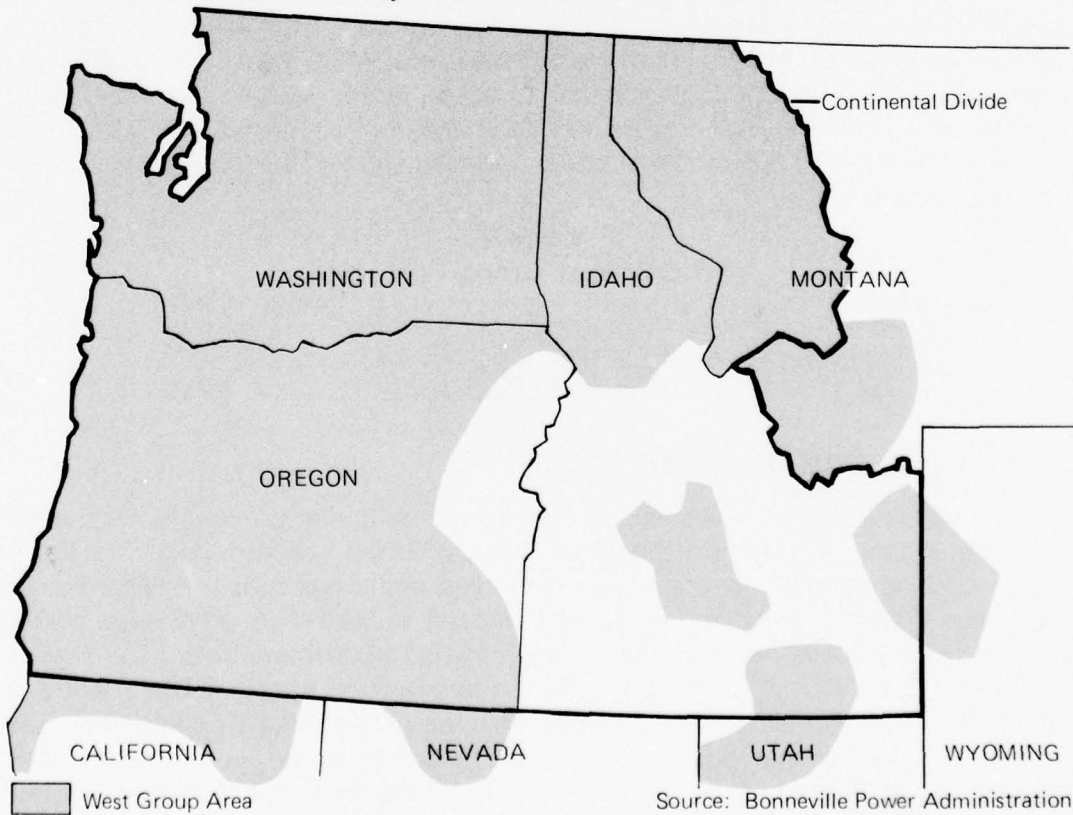 Continental Divide
WASHINGTON
IDAHO
MONTANA
OREGON
CALIFORNIA
NEVADA
UTAH
WYOMING
West Group Area
Source: Bonneville Power Administration